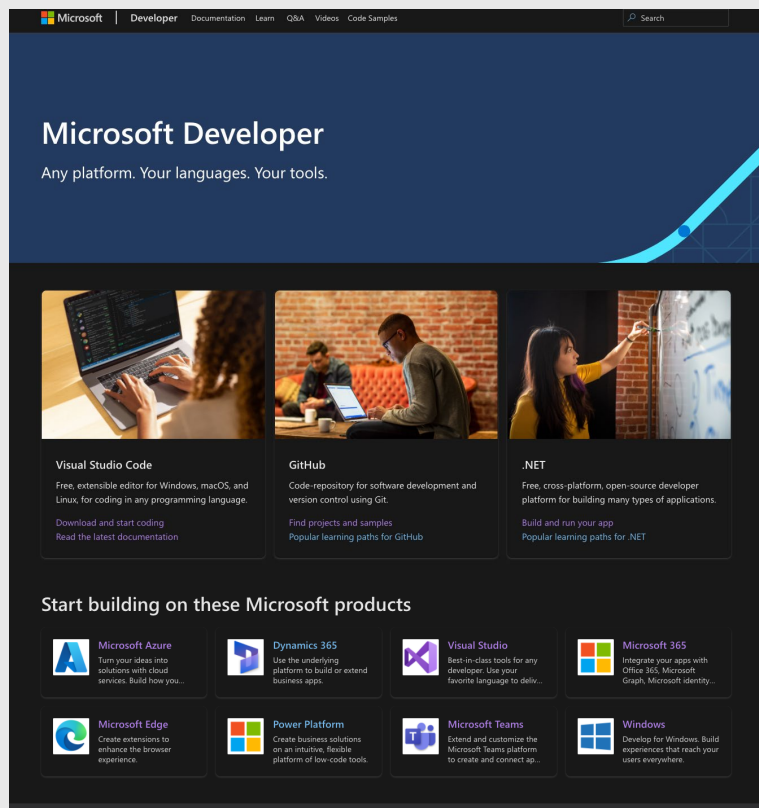 Microsoft Developer Documentation Learn Q&A Videos Code Samples Search
Microsoft Developer
Any platform. Your languages. Your tools.
Visual Studio Code
Free, extensible editor for Windows, macOS, and
Linux, for coding in any programming language.
Download and start coding
Read the latest documentation
GitHub
Code-repository for software development and
version control using Git.
Find projects and samples
Popular learning paths for GitHub
.NET
Free, cross-platform, open-source developer
platform for building many types of applications.
Build and run your app
Popular learning paths for .NET
Start building on these Microsoft products
Microsoft Azure
Turn your ideas into
solutions with cloud
services. Build how you...
Dynamics 365
Use the underlying
platform to build or extend
business apps.
Visual Studio
Best-in-class tools for any
developer. Use your
favorite language to deliv...
Microsoft 365
Integrate your apps with
Office 365, Microsoft
Graph, Microsoft identity...
Microsoft Edge
Create extensions to
enhance the browser
experience.
Power Platform
Create business solutions
on an intuitive, flexible
platform of low-code tools.
Microsoft Teams
Extend and customize the
Microsoft Teams platform
to create and connect ap...
Windows
Develop for Windows. Build
experiences that reach your
users everywhere.